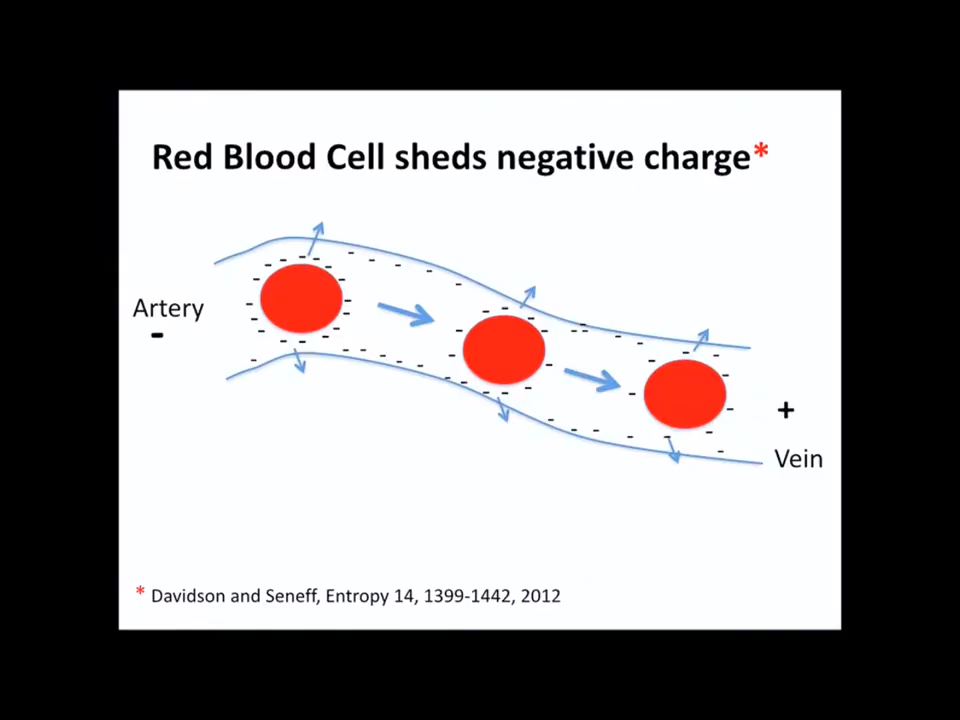 Red Blood Cell sheds negative charge*
Artery
-
+
Vein
* Davidson and Seneff, Entropy 14, 1399-1442, 2012